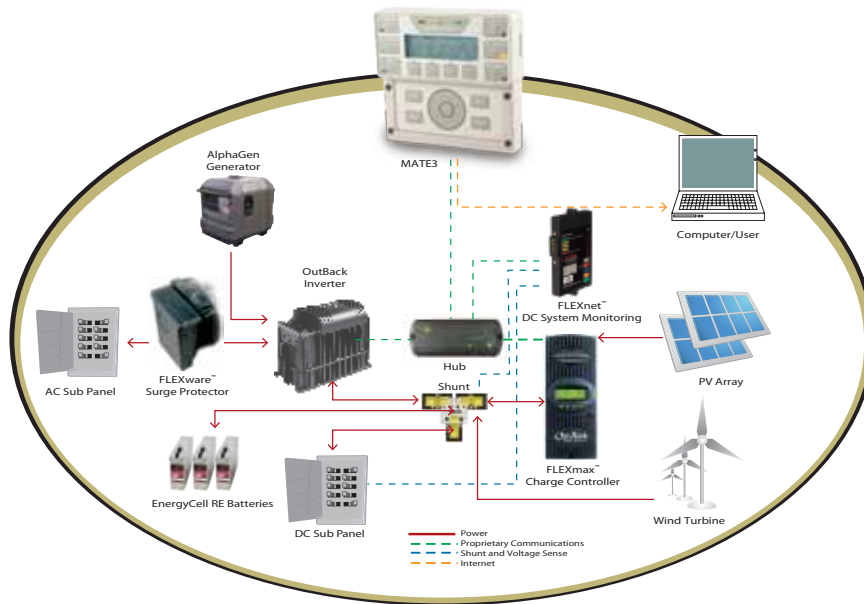 MATE3
AlphaGen
Generator
Computer/User
OutBack
Inverter
FLEXnet™
DC System Monitoring
AC Sub Panel
FLEXware™
Surge Protector
Hub
Shunt
PV Array
OutBack
FLEXmax™
Charge Controller
EnergyCell RE Batteries
DC Sub Panel
Wind Turbine
Power
Proprietary Communications
Shunt and Voltage Sense
Internet